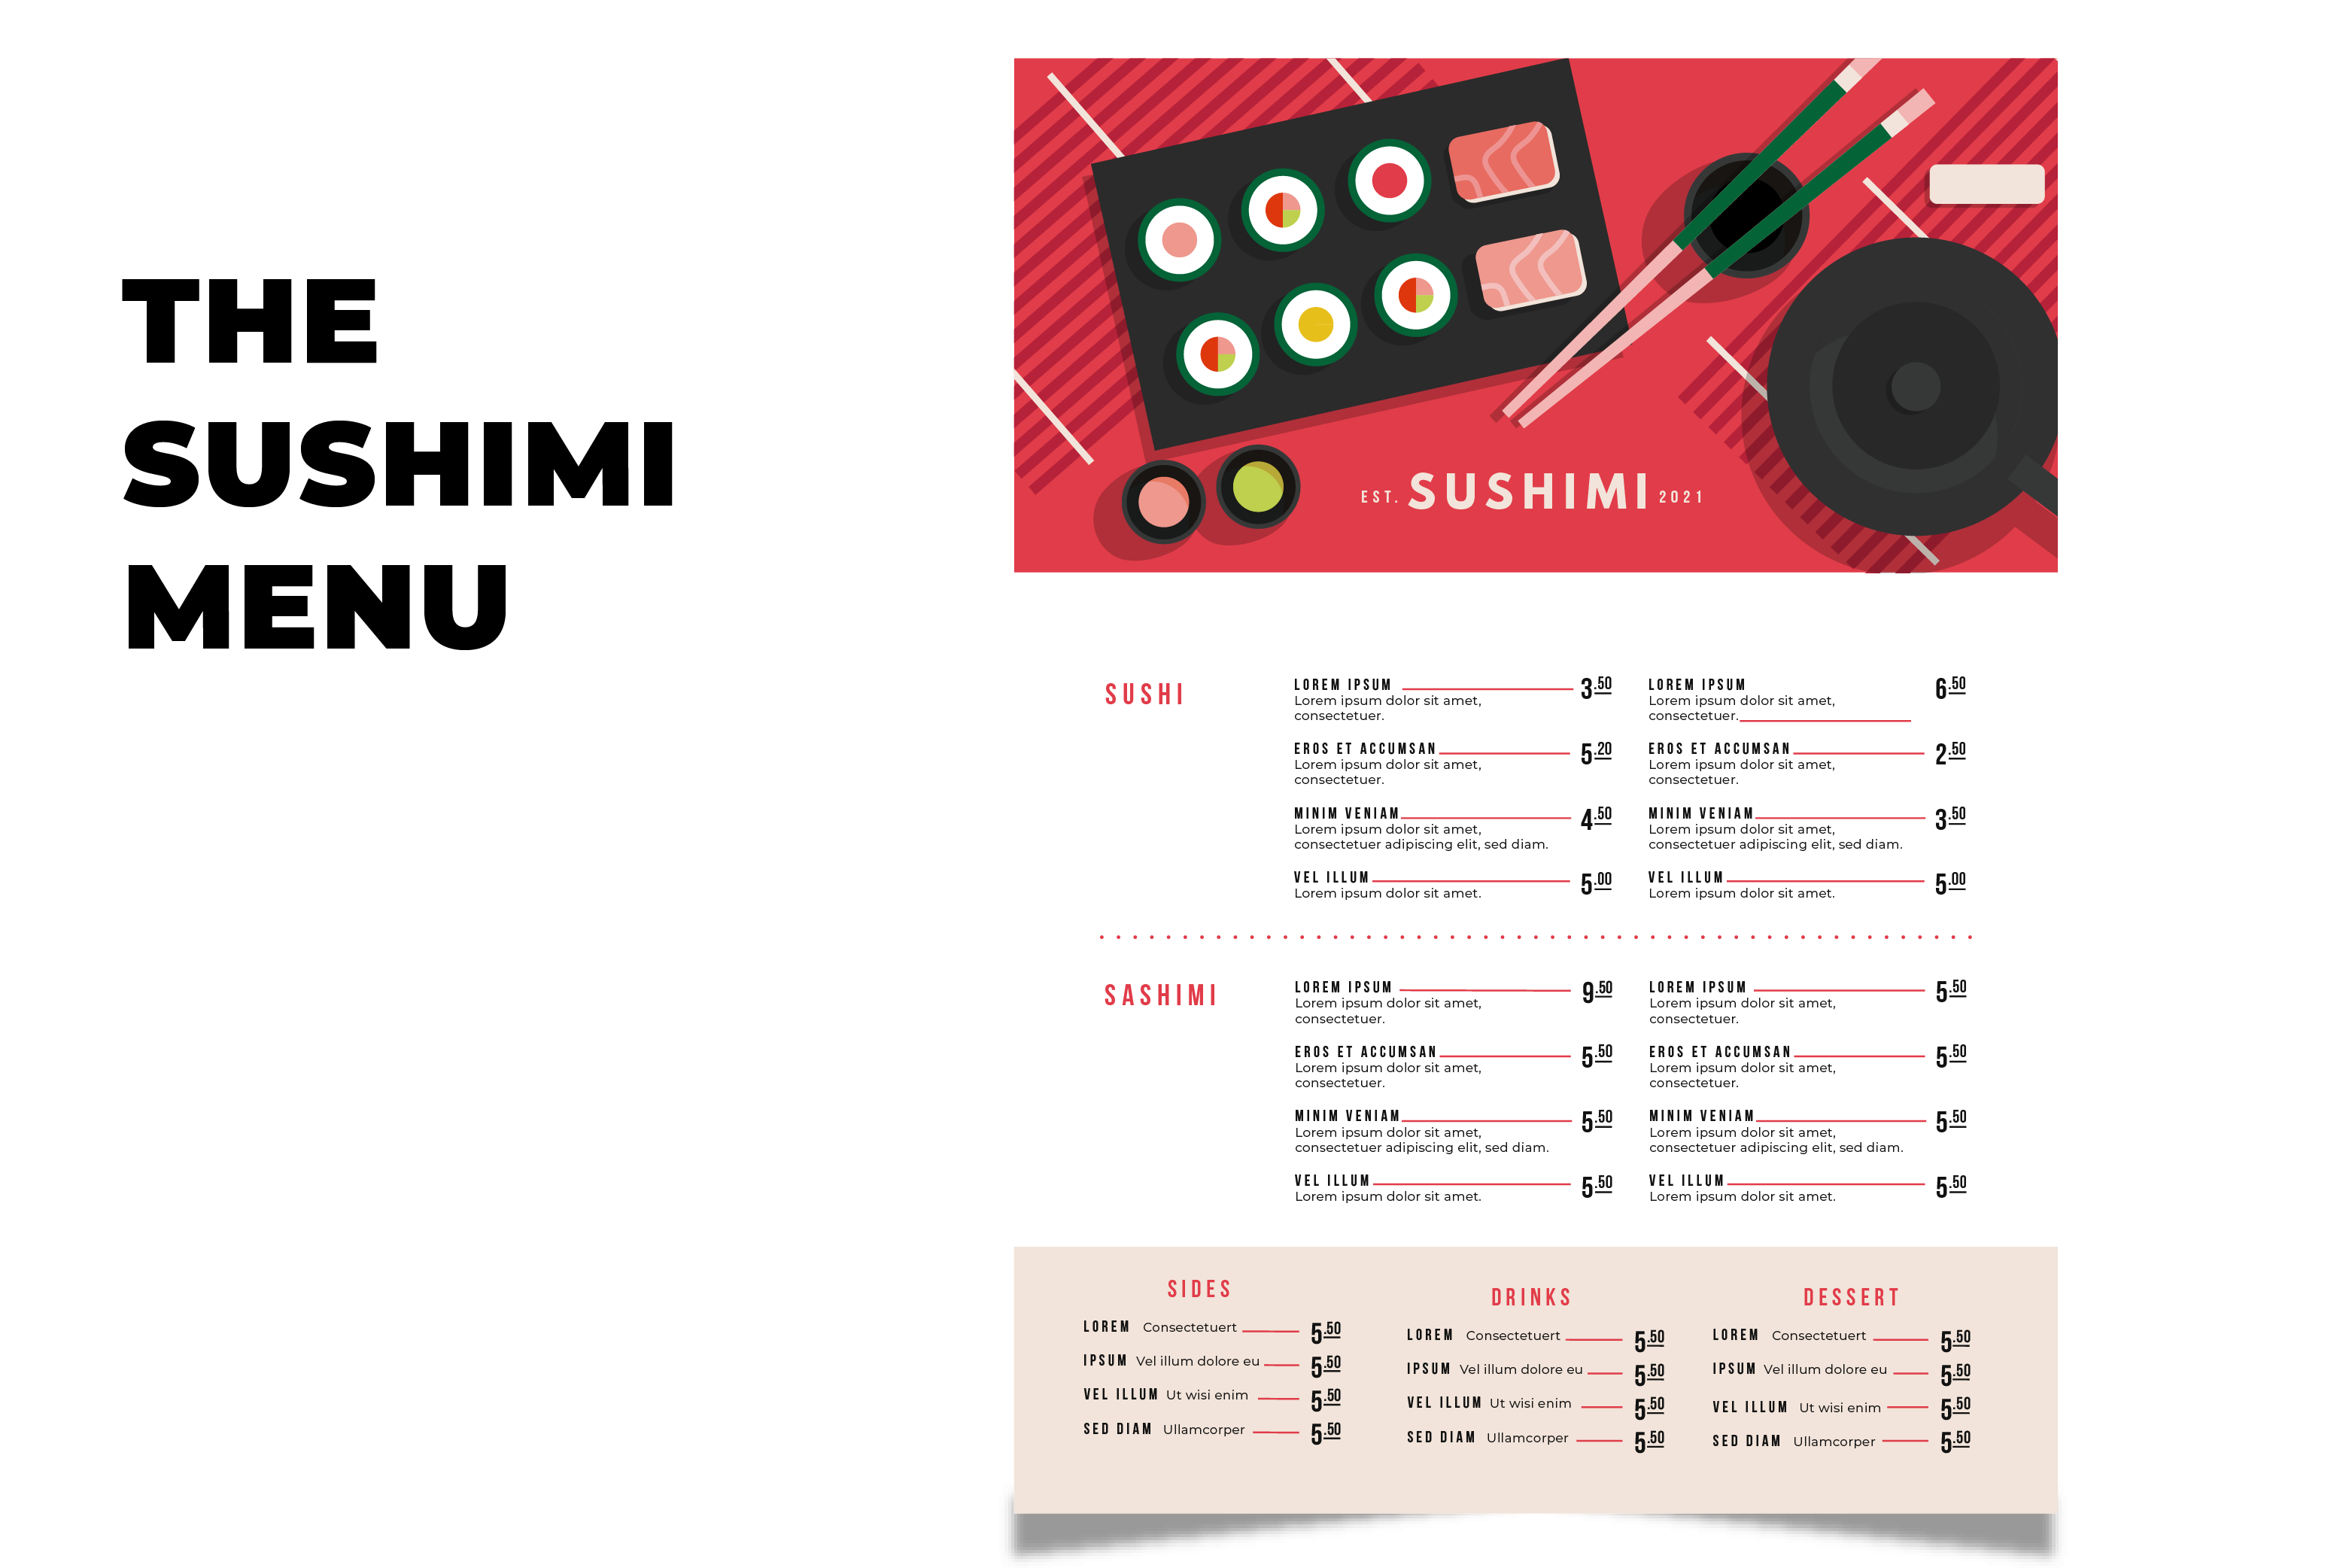 THE
SUSHIMI
MENU
EST. SUSHIMI 2021
SUSHI
LOREM IPSUM 3.50
Lorem ipsum dolor sit amet,
consectetuer.
EROS ET ACCUMSAN 5.20
Lorem ipsum dolor sit amet,
consectetuer.
MINIM VENIAM 4.50
Lorem ipsum dolor sit amet,
consectetuer adipiscing elit, sed diam.
VEL ILLUM 5.00
Lorem ipsum dolor sit amet.
LOREM IPSUM 6.50
Lorem ipsum dolor sit amet,
consectetuer.
EROS ET ACCUMSAN 2.50
Lorem ipsum dolor sit amet,
consectetuer.
MINIM VENIAM 3.50
Lorem ipsum dolor sit amet,
consectetuer adipiscing elit, sed diam.
VEL ILLUM 5.00
Lorem ipsum dolor sit amet.
SASHIMI
LOREM IPSUM 9.50
Lorem ipsum dolor sit amet,
consectetuer.
EROS ET ACCUMSAN 5.50
Lorem ipsum dolor sit amet,
consectetuer.
MINIM VENIAM 5.50
Lorem ipsum dolor sit amet,
consectetuer adipiscing elit, sed diam.
VEL ILLUM 5.50
Lorem ipsum dolor sit amet.
LOREM IPSUM 5.50
Lorem ipsum dolor sit amet,
consectetuer.
EROS ET ACCUMSAN 5.50
Lorem ipsum dolor sit amet,
consectetuer.
MINIM VENIAM 5.50
Lorem ipsum dolor sit amet,
consectetuer adipiscing elit, sed diam.
VEL ILLUM 5.50
Lorem ipsum dolor sit amet.
SIDES
LOREM Consectetuert 5.50
IPSUM Vel illum dolore eu 5.50
VEL ILLUM Ut wisi enim 5.50
SED DIAM Ullamcorper 5.50
DRINKS
LOREM Consectetuert 5.50
IPSUM Vel illum dolore eu 5.50
VEL ILLUM Ut wisi enim 5.50
SED DIAM Ullamcorper 5.50
DESSERT
LOREM Consectetuert 5.50
IPSUM Vel illum dolore eu 5.50
VEL ILLUM Ut wisi enim 5.50
SED DIAM Ullamcorper 5.50